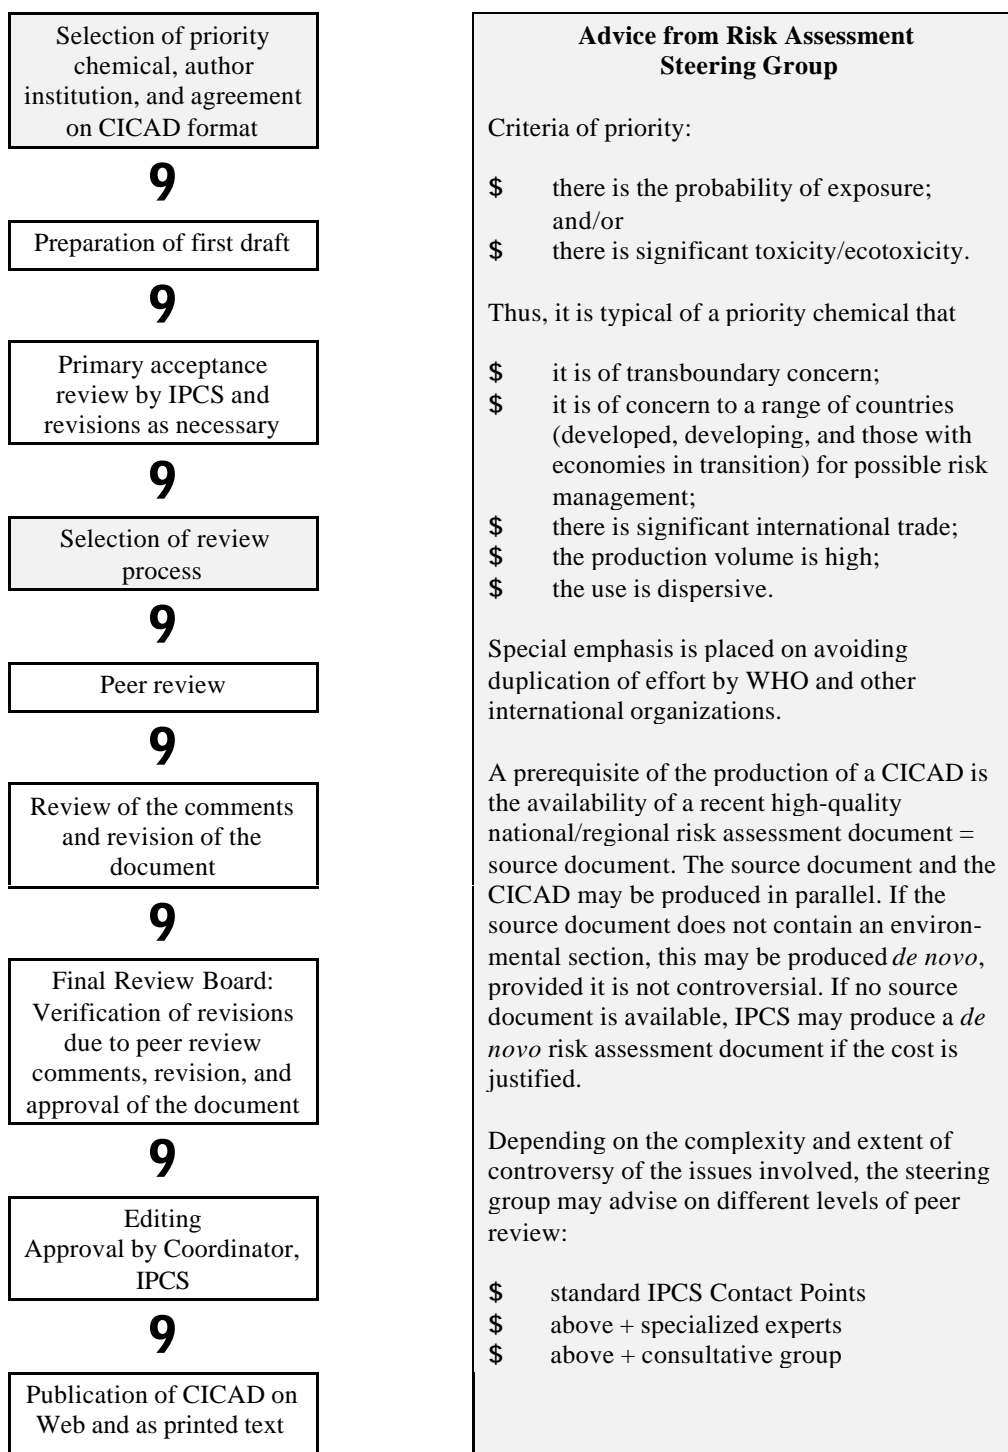 Selection of priority
chemical, author
institution, and agreement
on CICAD format
9
Preparation of first draft
9
Primary acceptance
review by IPCS and
revisions as necessary
9
Selection of review
process
9
Peer review
9
Review of the comments
and revision of the
document
9
Final Review Board:
Verification of revisions
due to peer review
comments, revision, and
approval of the document
9
Editing
Approval by Coordinator,
IPCS
9
Publication of CICAD on
Web and as printed text
Advice from Risk Assessment
Steering Group
Criteria of priority:
$ there is the probability of exposure;
and/or
$ there is significant toxicity/ecotoxicity.
Thus, it is typical of a priority chemical that
$ it is of transboundary concern;
$ it is of concern to a range of countries
(developed, developing, and those with
economies in transition) for possible risk
management;
$ there is significant international trade;
$ the production volume is high;
$ the use is dispersive.
Special emphasis is placed on avoiding
duplication of effort by WHO and other
international organizations.
A prerequisite of the production of a CICAD is
the availability of a recent high-quality
national/regional risk assessment document =
source document. The source document and the
CICAD may be produced in parallel. If the
source document does not contain an environ-
mental section, this may be produced de novo,
provided it is not controversial. If no source
document is available, IPCS may produce a de
novo risk assessment document if the cost is
justified.
Depending on the complexity and extent of
controversy of the issues involved, the steering
group may advise on different levels of peer
review:
$ standard IPCS Contact Points
$ above + specialized experts
$ above + consultative group